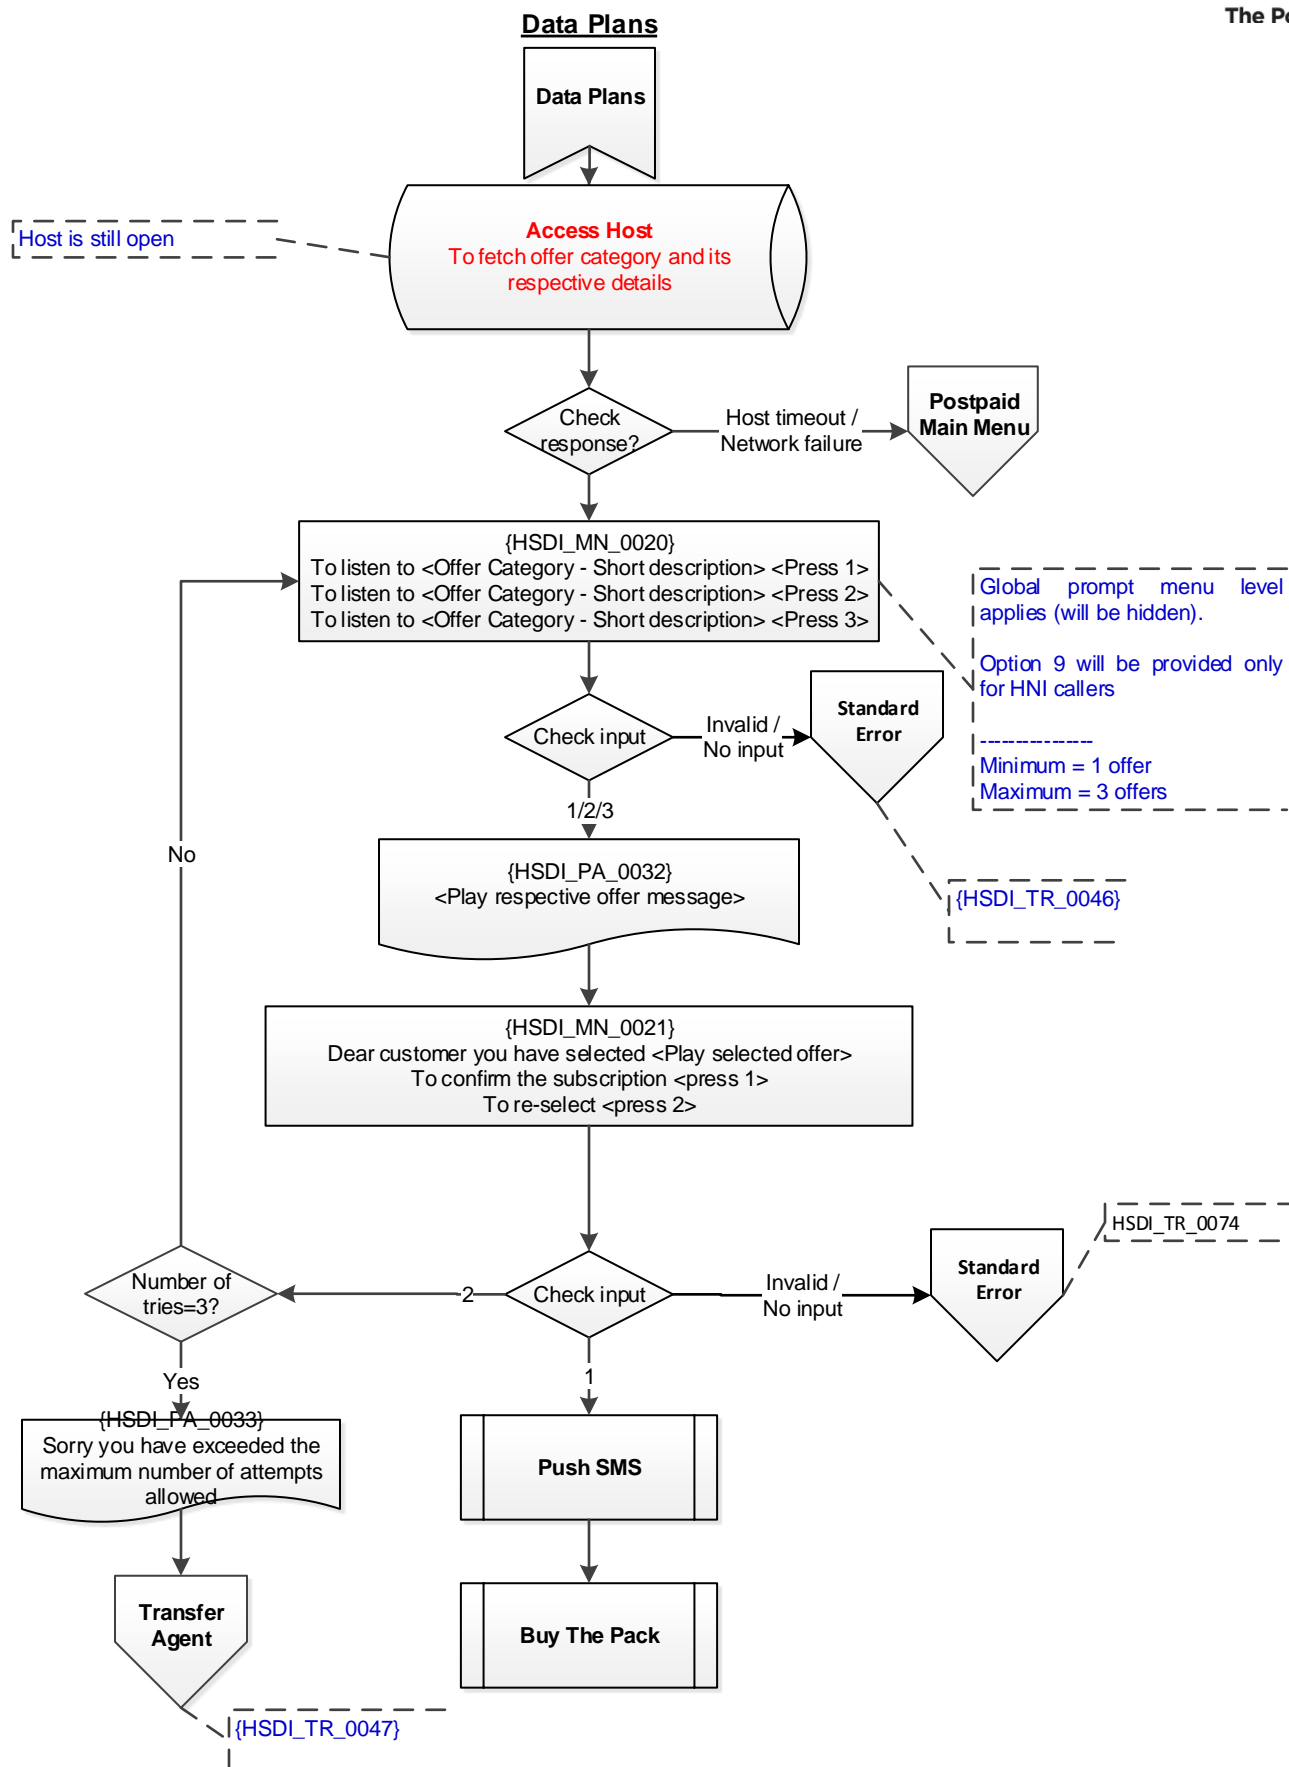 The Po
Data Plans
Data Plans
Host is still open
Access Host
To fetch offer category and its
respective details
Check
response?
Host timeout /
Network failure
Postpaid
Main Menu
{HSDI_MN_0020}
To listen to <Offer Category - Short description> <Press 1>
To listen to <Offer Category - Short description> <Press 2>
To listen to <Offer Category - Short description> <Press 3>
Global prompt menu level
applies (will be hidden).
Option 9 will be provided only
for HNI callers
----------------
Minimum = 1 offer
Maximum = 3 offers
Check input
Invalid /
No input
Standard
Error
1/2/3
No
{HSDI_PA_0032}
<Play respective offer message>
{HSDI_TR_0046}
{HSDI_MN_0021}
Dear customer you have selected <Play selected offer>
To confirm the subscription <press 1>
To re-select <press 2>
HSDI_TR_0074
Number of
tries=3?
2
Check input
Invalid /
No input
Standard
Error
Yes
1
{HSDI_PA_0033}
Sorry you have exceeded the
maximum number of attempts
allowed
Push SMS
Transfer
Agent
Buy The Pack
{HSDI_TR_0047}